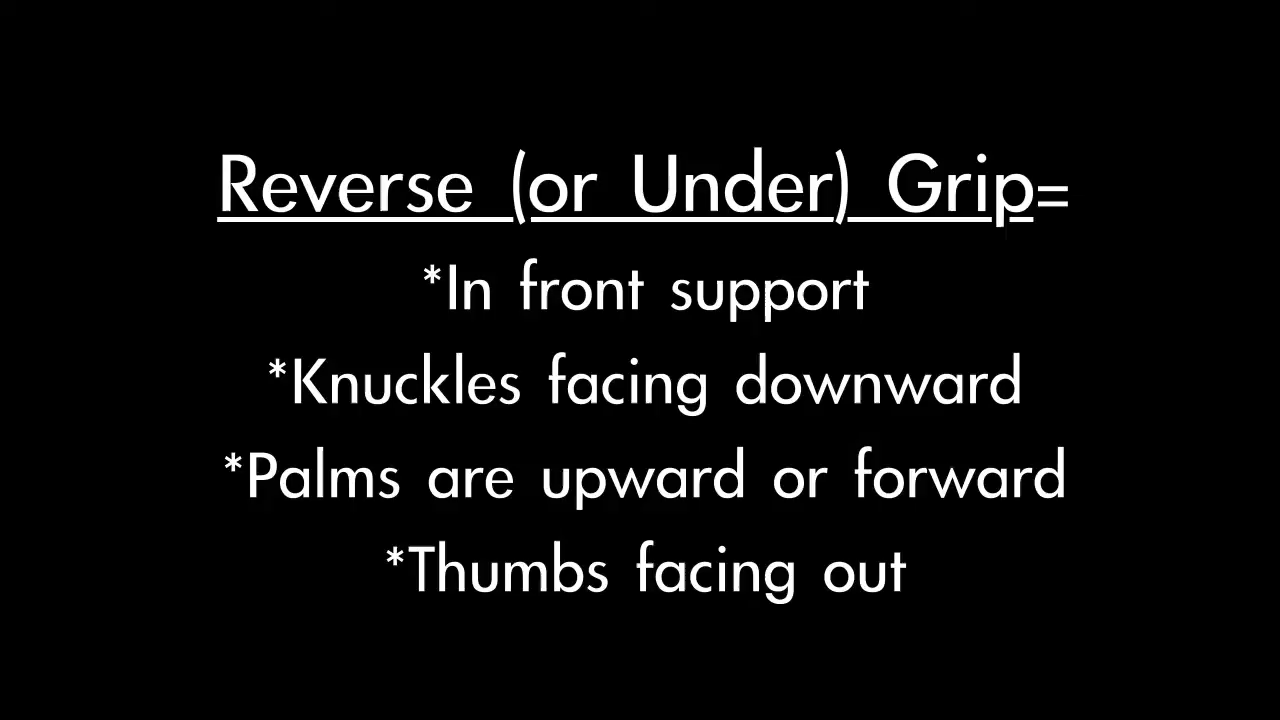 Reverse (or Under) Grip=
*In front support
*Knuckles facing downward
*Palms are upward or forward
*Thumbs facing out